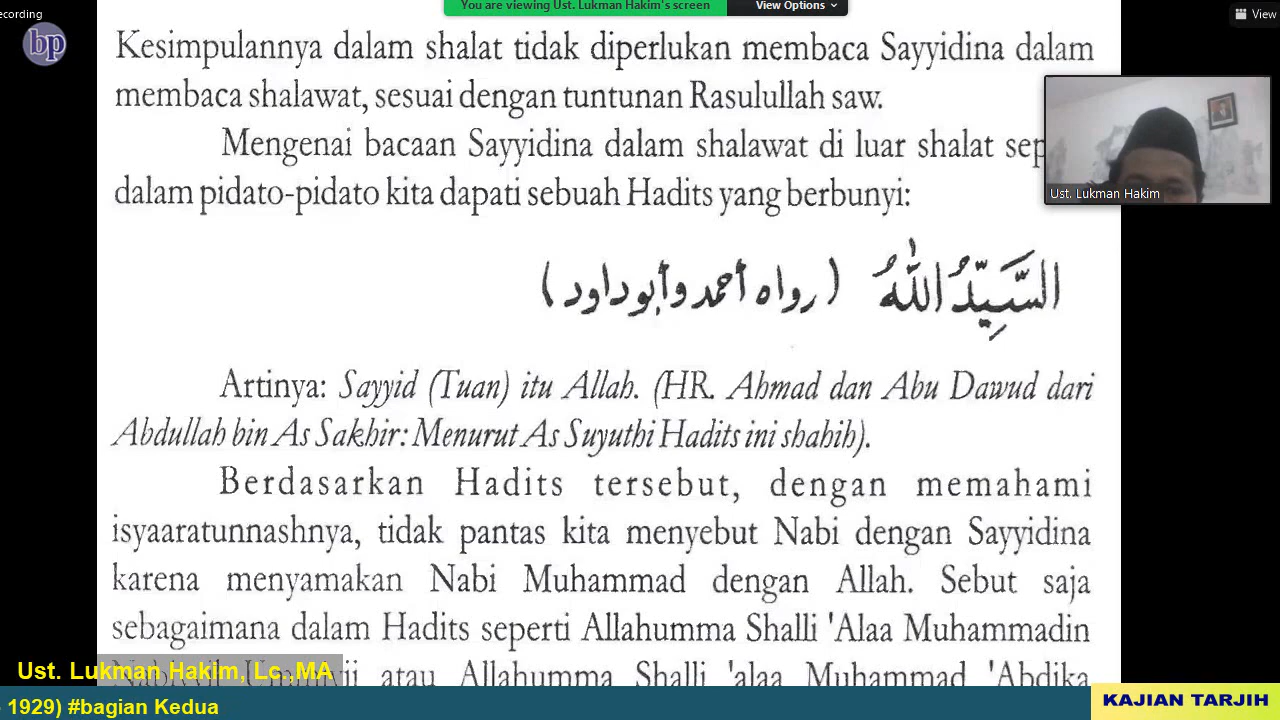 ecording
You are viewing Ust. Lukman Hakim's screen
View Options
View
bp
Kesimpulannya dalam shalat tidak diperlukan membaca Sayyidina dalam
membaca shalawat, sesuai dengan tuntunan Rasulullah saw.
Mengenai bacaan Sayyidina dalam shalawat di luar shalat sep
dalam pidato-pidato kita dapati sebuah Hadits yang berbunyi:
Ust. Lukman Hakim
السَّيِّدُ اللهُ (رواه أحمد وأبو داود)
Artinya: Sayyid (Tuan) itu Allah. (HR. Ahmad dan Abu Dawud dari
Abdullah bin As Sakhir: Menurut As Suyuthi Hadits ini shahih).
Berdasarkan Hadits tersebut, dengan memahami
isyaaratunnashnya, tidak pantas kita menyebut Nabi dengan Sayyidina
karena menyamakan Nabi Muhammad dengan Allah. Sebut saja
sebagaimana dalam Hadits seperti Allahumma Shalli 'Alaa Muhammadin
atau Allahumma Shalli 'alaa Muhammad 'Abdika
Ust. Lukman Hakim, Lc.,MA
1929) #bagian Kedua
KAJIAN TARJIH